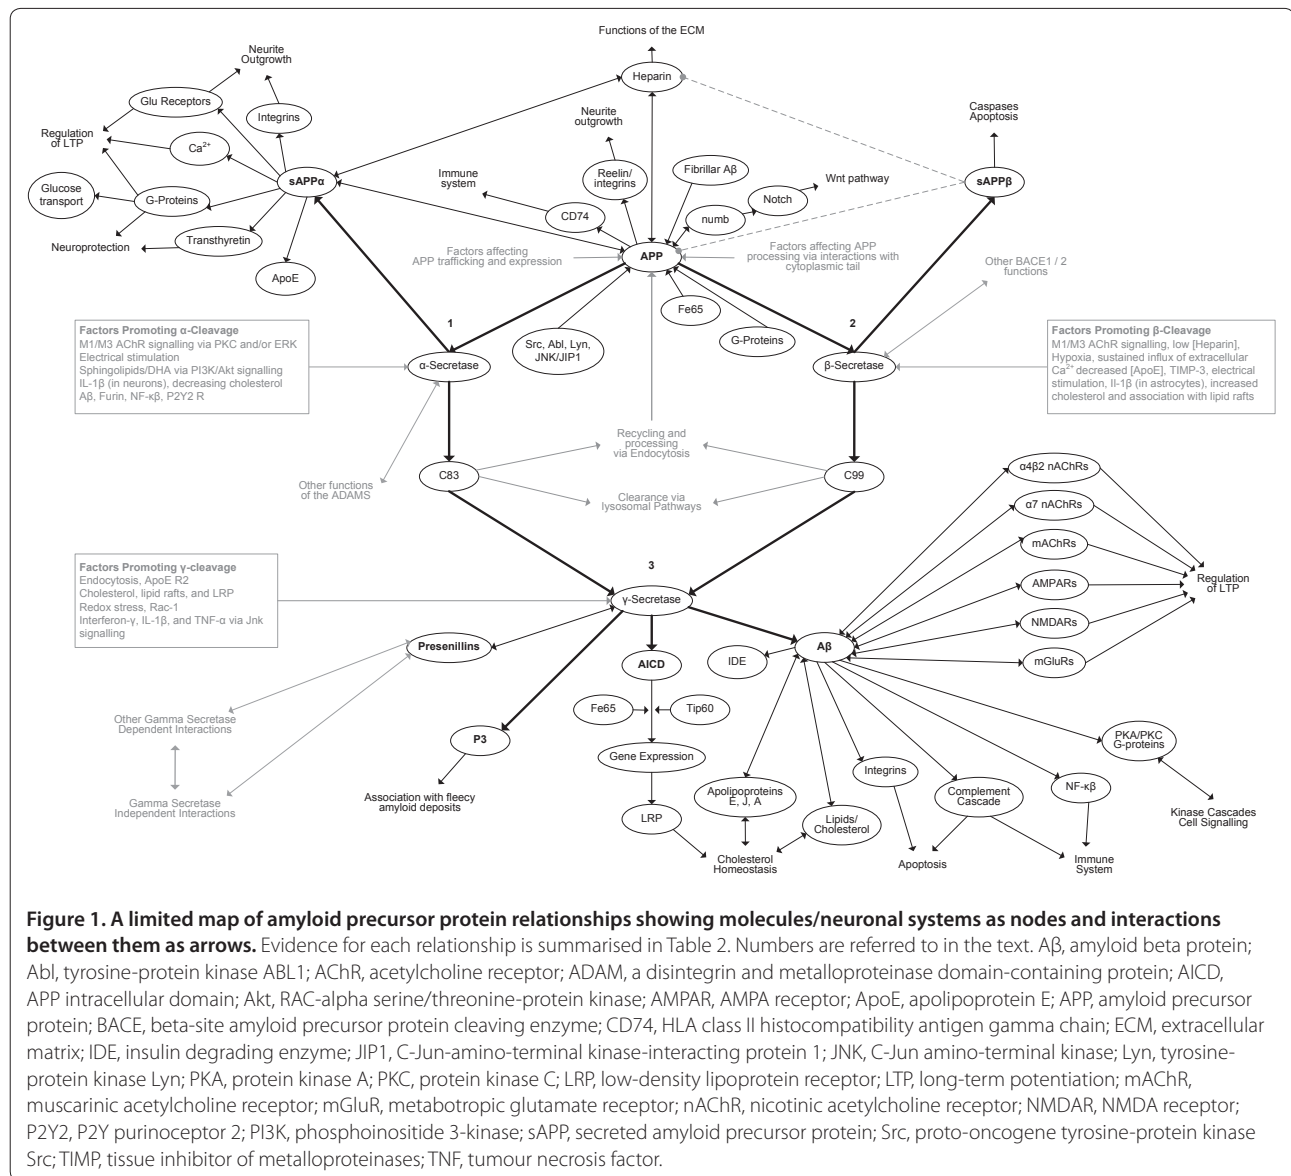 Functions of the ECM
Neurite
Outgrowth
Heparin
Glu Receptors
Integrins
Neurite
outgrowth
Caspases
Apoptosis
Regulation
of LTP
Ca2+
sAPPα
Immune
system
Reelin/
integrins
Fibrillar Aβ
Wnt pathway
sAPPβ
Glucose
transport
G-Proteins
CD74
numb
Notch
Neuroprotection
Transthyretin
ApoE
Factors affecting
APP trafficking and expression
APP
Factors affecting APP
processing via interactions with
cytoplasmic tail
Other BACE1 / 2
functions
Fe65
G-Proteins
Src, Abl, Lyn,
JNK/JIP1
1
2
Factors Promoting α-Cleavage
M1/M3 AChR signalling via PKC and/or ERK
Electrical stimulation
Sphingolipids/DHA via PI3K/Akt signalling
IL-1β (in neurons), decreasing cholesterol
Aβ, Furin, NF-κβ, P2Y2 R
α-Secretase
β-Secretase
Factors Promoting β-Cleavage
M1/M3 AChR signalling, low [Heparin],
Hypoxia, sustained influx of extracellular
Ca2+ decreased [ApoE], TIMP-3, electrical
stimulation, Il-1β (in astrocytes), increased
cholesterol and association with lipid rafts
Recycling and
processing
via Endocytosis
Other functions
of the ADAMS
C83
C99
Clearance via
lysosomal Pathways
α4β2 nAChRs
α7 nAChRs
mAChRs
AMPARs
NMDARs
mGluRs
Regulation
of LTP
Factors Promoting γ-cleavage
Endocytosis, ApoE R2
Cholesterol, lipid rafts, and LRP
Redox stress, Rac-1
Interferon-γ, IL-1β, and TNF-α via Jnk
signalling
3
γ-Secretase
Presenillins
AICD
IDE
Aβ
Other Gamma Secretase
Dependent Interactions
Gamma Secretase
Independent Interactions
P3
Association with fleecy
amyloid deposits
Fe65
Tip60
Gene Expression
LRP
Apolipoproteins
E, J, A
Lipids/
Cholesterol
Cholesterol
Homeostasis
Integrins
Complement
Cascade
NF-κβ
PKA/PKC
G-proteins
Kinase Cascades
Cell Signalling
Apoptosis
Immune
System
Figure 1. A limited map of amyloid precursor protein relationships showing molecules/neuronal systems as nodes and interactions
between them as arrows. Evidence for each relationship is summarised in Table 2. Numbers are referred to in the text. Aβ, amyloid beta protein;
Abl, tyrosine-protein kinase ABL1; AChR, acetylcholine receptor; ADAM, a disintegrin and metalloproteinase domain-containing protein; AICD,
APP intracellular domain; Akt, RAC-alpha serine/threonine-protein kinase; AMPAR, AMPA receptor; ApoE, apolipoprotein E; APP, amyloid precursor
protein; BACE, beta-site amyloid precursor protein cleaving enzyme; CD74, HLA class II histocompatibility antigen gamma chain; ECM, extracellular
matrix; IDE, insulin degrading enzyme; JIP1, C-Jun-amino-terminal kinase-interacting protein 1; JNK, C-Jun amino-terminal kinase; Lyn, tyrosine-
protein kinase Lyn; PKA, protein kinase A; PKC, protein kinase C; LRP, low-density lipoprotein receptor; LTP, long-term potentiation; mAChR,
muscarinic acetylcholine receptor; mGluR, metabotropic glutamate receptor; nAChR, nicotinic acetylcholine receptor; NMDAR, NMDA receptor;
P2Y2, P2Y purinoceptor 2; PI3K, phosphoinositide 3-kinase; sAPP, secreted amyloid precursor protein; Src, proto-oncogene tyrosine-protein kinase
Src; TIMP, tissue inhibitor of metalloproteinases; TNF, tumour necrosis factor.